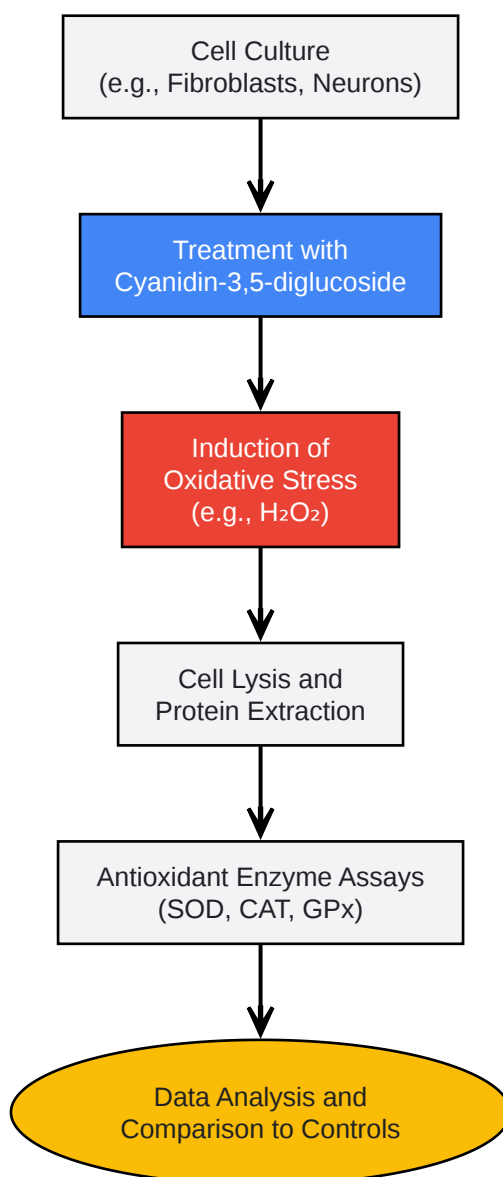 Cell Culture
(e.g., Fibroblasts, Neurons)
Treatment with
Cyanidin-3,5-diglucoside
Induction of
Oxidative Stress
(e.g., H₂O₂)
Cell Lysis and
Protein Extraction
Antioxidant Enzyme Assays
(SOD, CAT, GPx)
Data Analysis and
Comparison to Controls